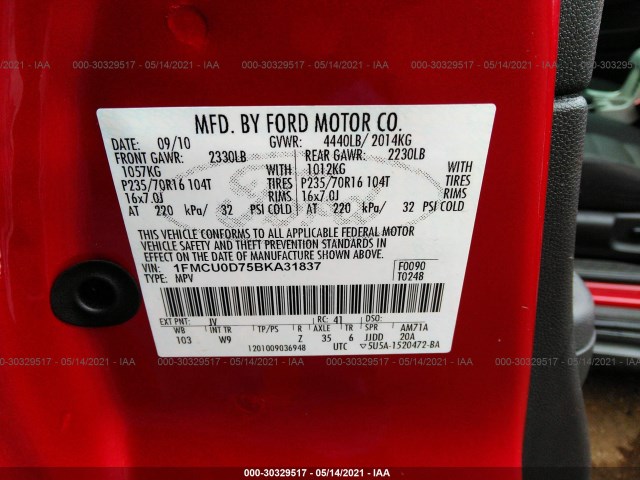 000-30329517 - 05/14/2021 - IAA
MFD. BY FORD MOTOR CO.
DATE: 09/10 GVWR: 4440LB/ 2014KG
FRONT GAWR: 2330LB REAR GAWR: 2230LB
1057KG WITH 1012KG WITH
P235/70R16 104T TIRES P235/70R16 104T TIRES
16x7.0J RIMS 16x7.0J RIMS
AT 220 kPa/ 32 PSI COLD AT 220 kPa/ 32 PSI COLD
THIS VEHICLE CONFORMS TO ALL APPLICABLE FEDERAL MOTOR
VEHICLE SAFETY AND THEFT PREVENTION STANDARDS IN
EFFECT ON THE DATE OF MANUFACTURE SHOWN ABOVE.
VIN: 1FMCU0D75BKA31837 F0090
TYPE: MPV T0248
EXT PNT: JV RC: 41 DSO:
WB INT TR TP/PS R AXLE TR SPR AM71A
103 W9 Z 35 6 JJDD 20A
1201009036948 UTC ▽5U5A-1520472-BA
000-30329517 - 05/14/2021 - IAA